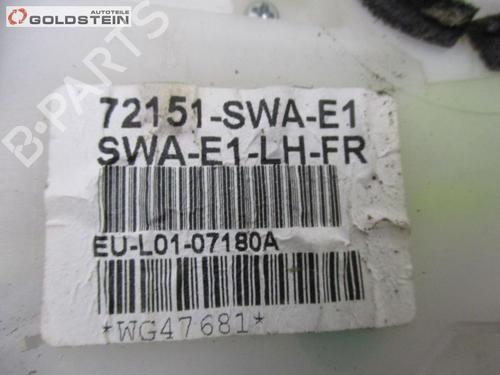 AUTOTEILE
GOLDSTEIN
B-PARTS
72151-SWA-E1
SWA-E1-LH-FR
EU-L01-07180A
*WG47681*